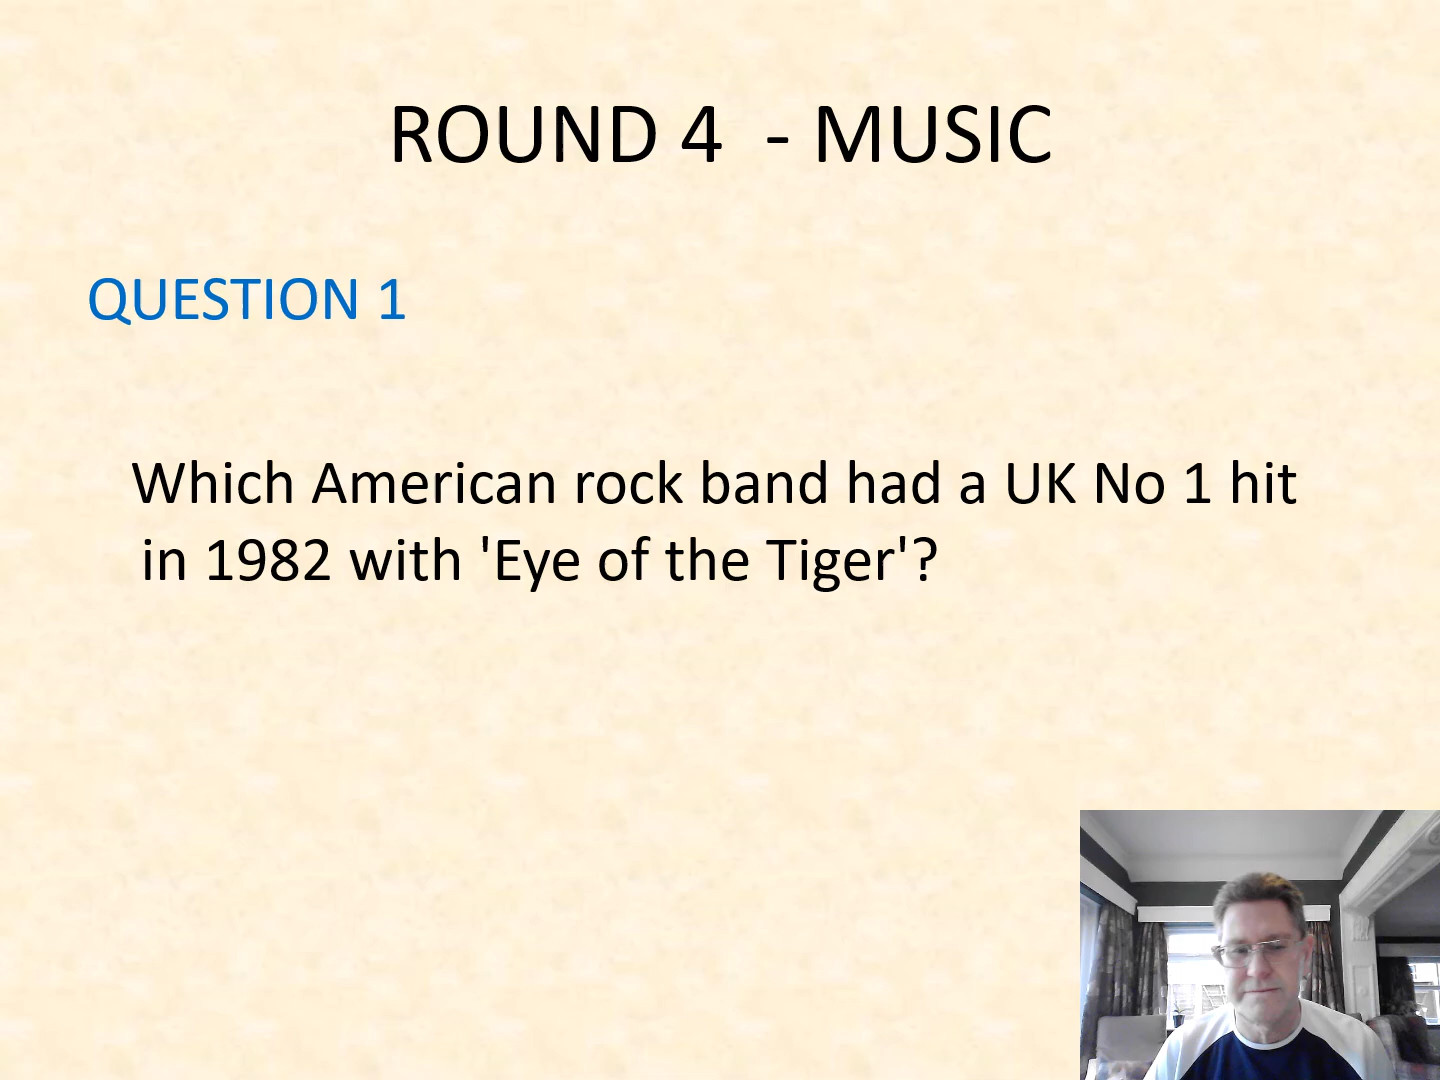 ROUND 4  - MUSIC
QUESTION 1
Which American rock band had a UK No 1 hit
in 1982 with 'Eye of the Tiger'?